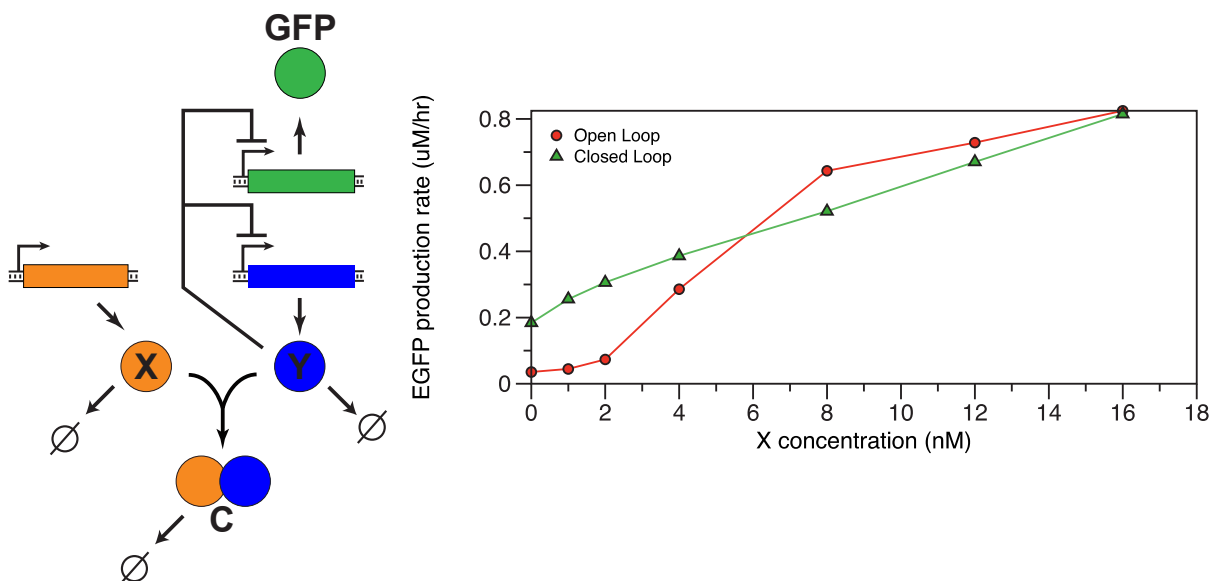 GFP
X
Y
C
EGFP production rate (uM/hr)
Open Loop
Closed Loop
0.8
0.6
0.4
0.2
0
0 2 4 6 8 10 12 14 16 18
X concentration (nM)